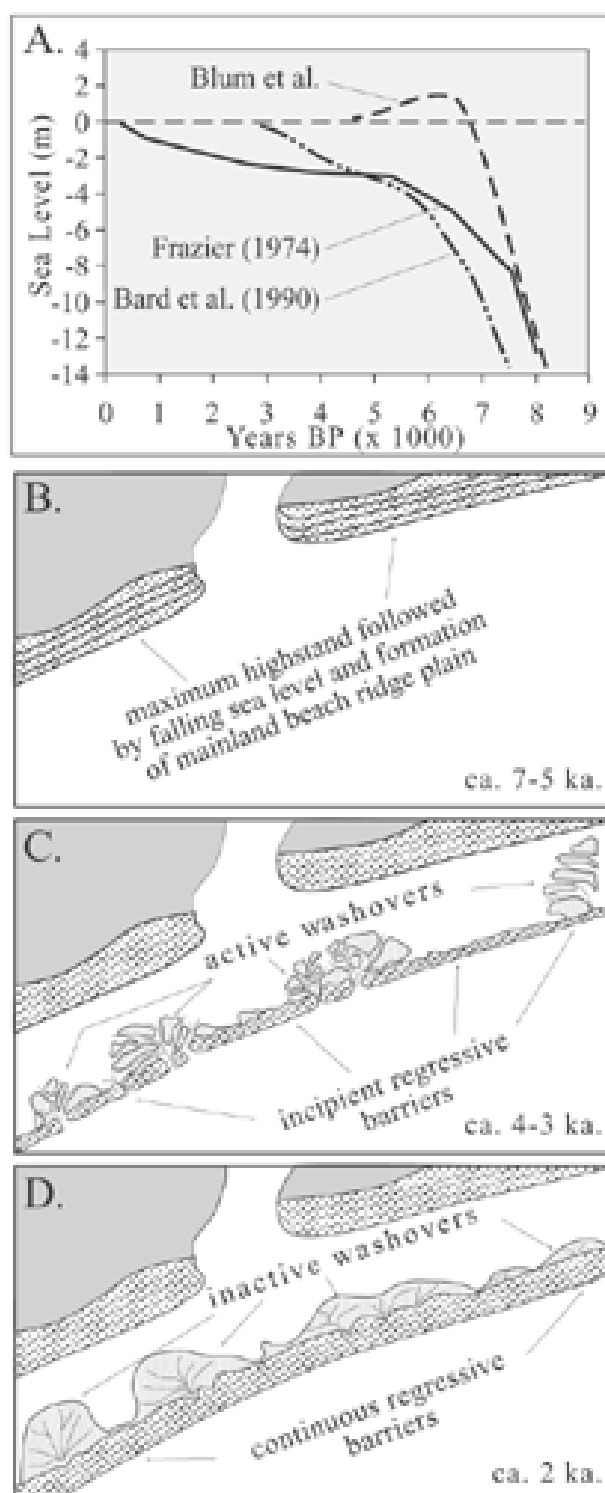 A.
4
2
0
-2
-4
-6
-8
-10
-12
-14
Sea Level (m)
Blum et al.
Frazier (1974)
Bard et al. (1990)
0 1 2 3 4 5 6 7 8 9
Years BP (x 1000)
B.
maximum highstand followed
by falling sea level and formation
of mainland beach ridge plain
ca. 7-5 ka.
C.
active washovers
incipient regressive
barriers
ca. 4-3 ka.
D.
inactive washovers
continuous regressive
barriers
ca. 2 ka.